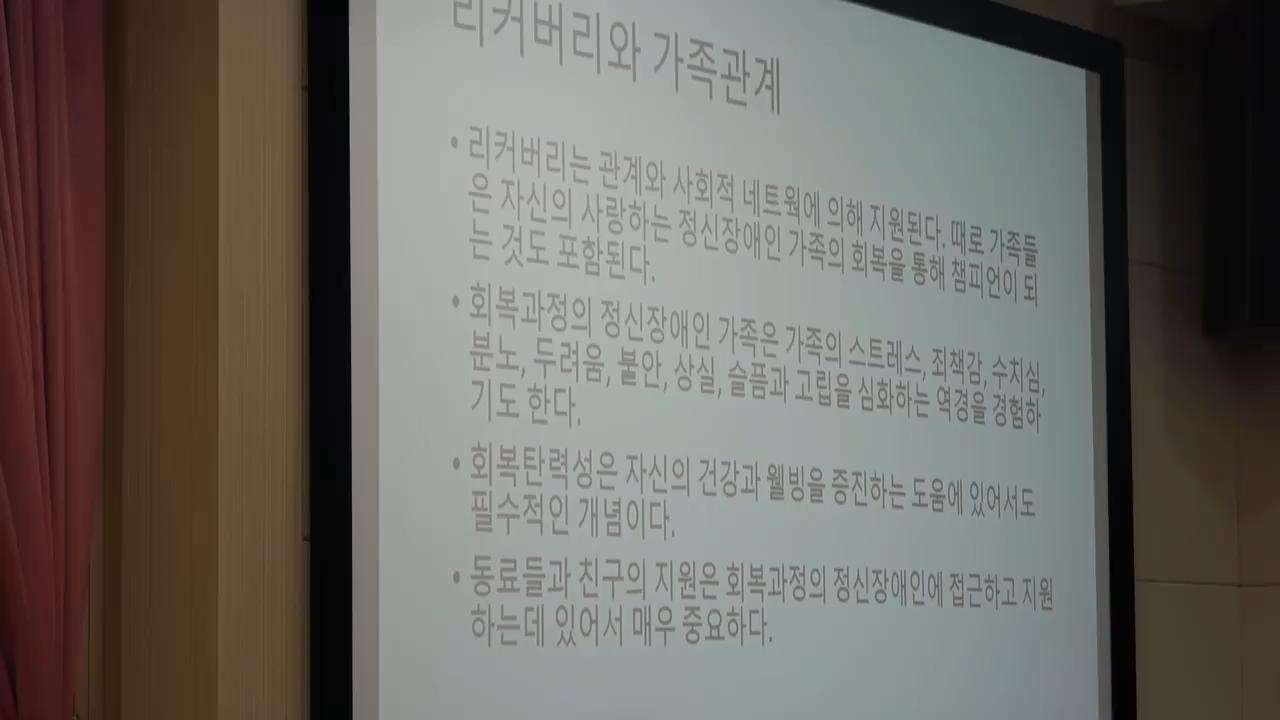 리커버리와 가족관계
• 리커버리는 관계와 사회적 네트웍에 의해 지원된다. 때로 가족들
은 자신의 사랑하는 정신장애인 가족의 회복을 통해 챔피언이 되
는 것도 포함된다.
• 회복과정의 정신장애인 가족은 가족의 스트레스, 죄책감, 수치심,
분노, 두려움, 불안, 상실, 슬픔과 고립을 심화하는 역경을 경험하
기도 한다.
• 회복탄력성은 자신의 건강과 웰빙을 증진하는 도움에 있어서도
필수적인 개념이다.
• 동료들과 친구의 지원은 회복과정의 정신장애인에 접근하고 지원
하는데 있어서 매우 중요하다.